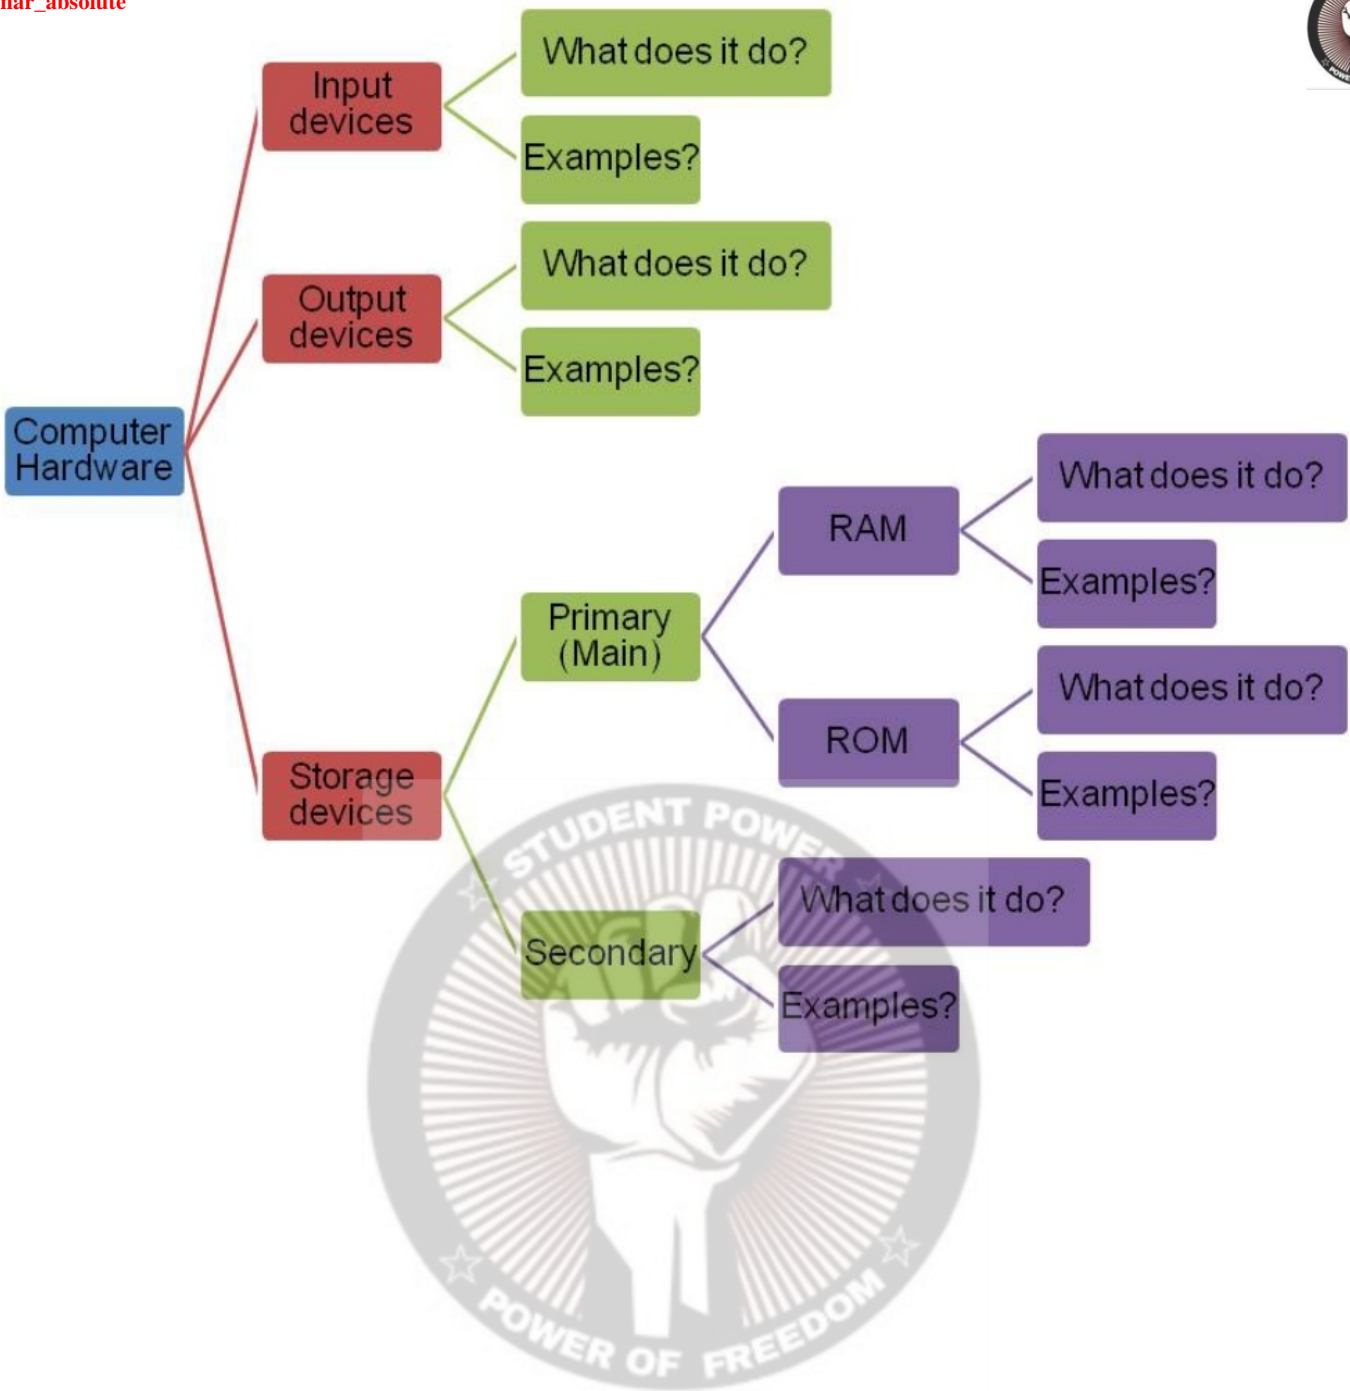 nar_absolute
What does it do?
Input
devices
Examples?
What does it do?
Output
devices
Examples?
Computer
Hardware
What does it do?
RAM
Examples?
Primary
(Main)
What does it do?
ROM
Examples?
Storage
devices
What does it do?
Secondary
Examples?
STUDENT POWER
POWER OF FREEDOM